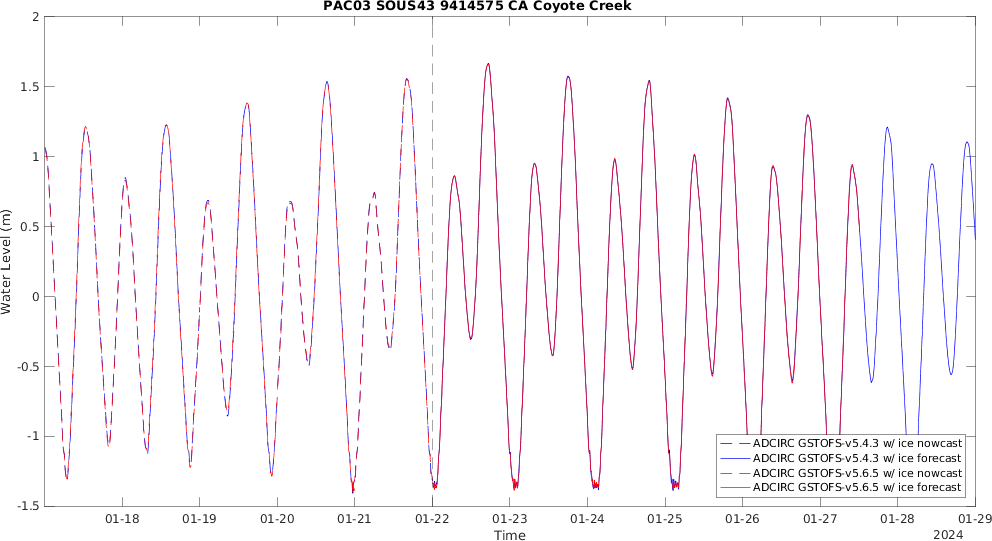 PAC03 SOUS43 9414575 CA Coyote Creek
2
1.5
1
0.5
0
-0.5
-1
-1.5
Water Level (m)
ADCIRC GSTOFS-v5.4.3 w/ ice nowcast
ADCIRC GSTOFS-v5.4.3 w/ ice forecast
ADCIRC GSTOFS-v5.6.5 w/ ice nowcast
ADCIRC GSTOFS-v5.6.5 w/ ice forecast
01-18 01-19 01-20 01-21 01-22 01-23 01-24 01-25 01-26 01-27 01-28 01-29
Time
2024